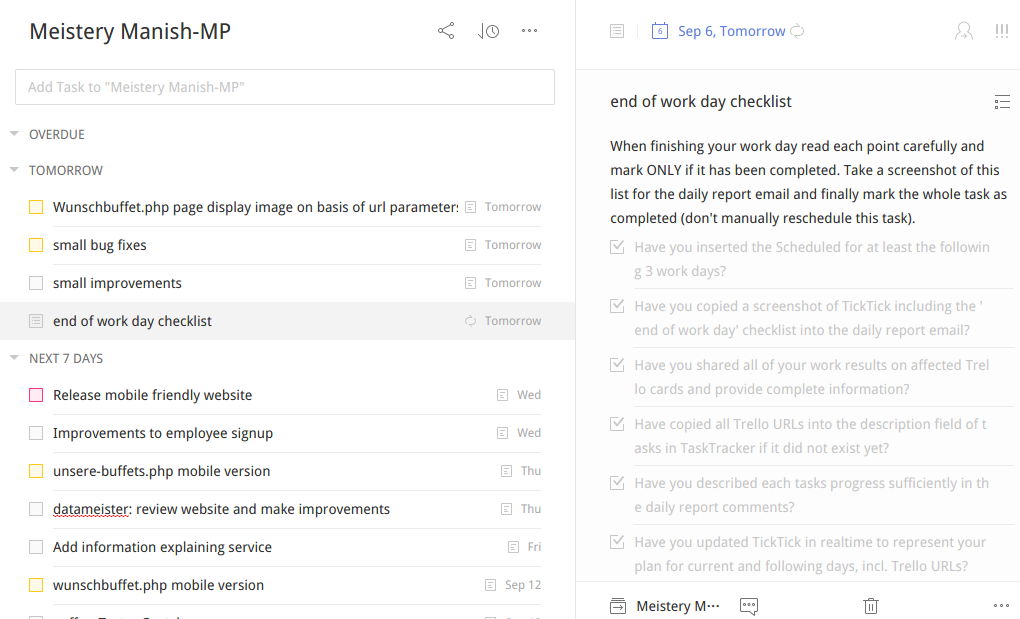 Meistery Manish-MP
Add Task to "Meistery Manish-MP"
OVERDUE
TOMORROW
Wunschbuffet.php page display image on basis of url parameter Tomorrow
small bug fixes Tomorrow
small improvements Tomorrow
end of work day checklist Tomorrow
NEXT 7 DAYS
Release mobile friendly website Wed
Improvements to employee signup Wed
unsere-buffets.php mobile version Thu
datameister: review website and make improvements Thu
Add information explaining service Fri
wunschbuffet.php mobile version Sep 12
6 Sep 6, Tomorrow
end of work day checklist
When finishing your work day read each point carefully and
mark ONLY if it has been completed. Take a screenshot of this
list for the daily report email and finally mark the whole task as
completed (don't manually reschedule this task).
Have you inserted the Scheduled for at least the followin
g 3 work days?
Have you copied a screenshot of TickTick including the '
end of work day' checklist into the daily report email?
Have you shared all of your work results on affected Trel
lo cards and provide complete information?
Have copied all Trello URLs into the description field of t
asks in TaskTracker if it did not exist yet?
Have you described each tasks progress sufficiently in th
e daily report comments?
Have you updated TickTick in realtime to represent your
plan for current and following days, incl. Trello URLs?
Meistery M···